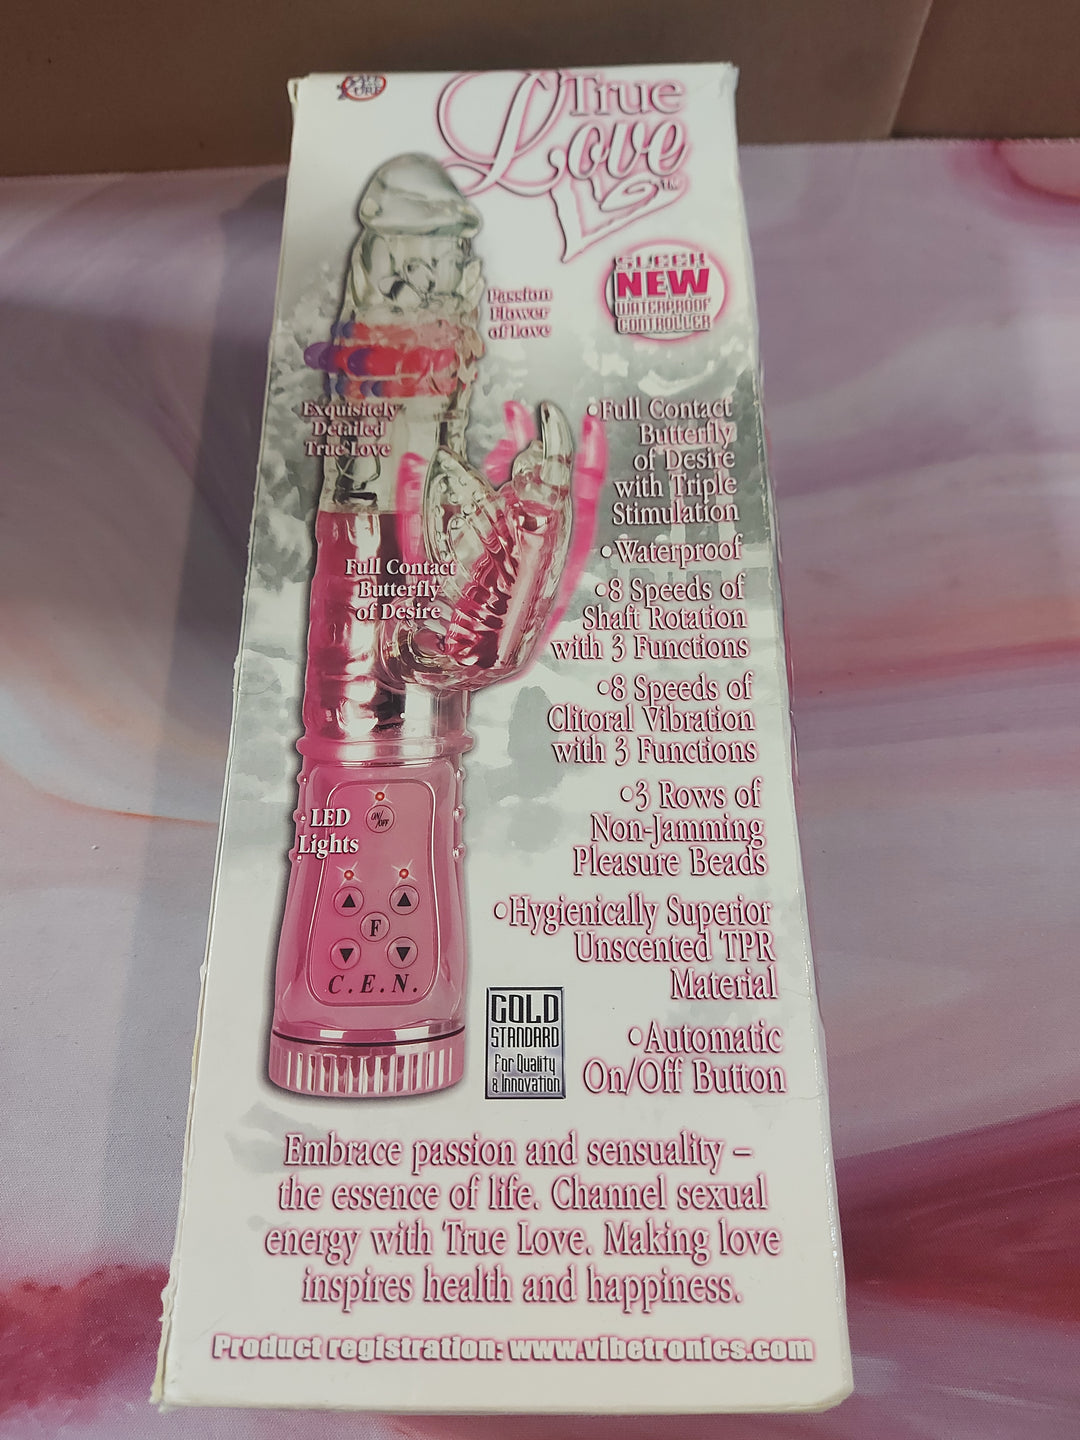 True
Love
TM
SLEEK
NEW
WATERPROOF
CONTROLLER
Passion
Flower
of Love
Exquisitely
Detailed
True Love
•Full Contact
Butterfly
of Desire
with Triple
Stimulation
•Waterproof
Full Contact
Butterfly
of Desire
•8 Speeds of
Shaft Rotation
with 3 Functions
•8 Speeds of
Clitoral Vibration
with 3 Functions
•3 Rows of
Non-Jamming
Pleasure Beads
LED
Lights
ON/OFF
F
C.E.N.
•Hygienically Superior
Unscented TPR
Material
GOLD
STANDARD
For Quality
& Innovation
•Automatic
On/Off Button
Embrace passion and sensuality –
the essence of life. Channel sexual
energy with True Love. Making love
inspires health and happiness.
Product registration: www.vibetronics.com